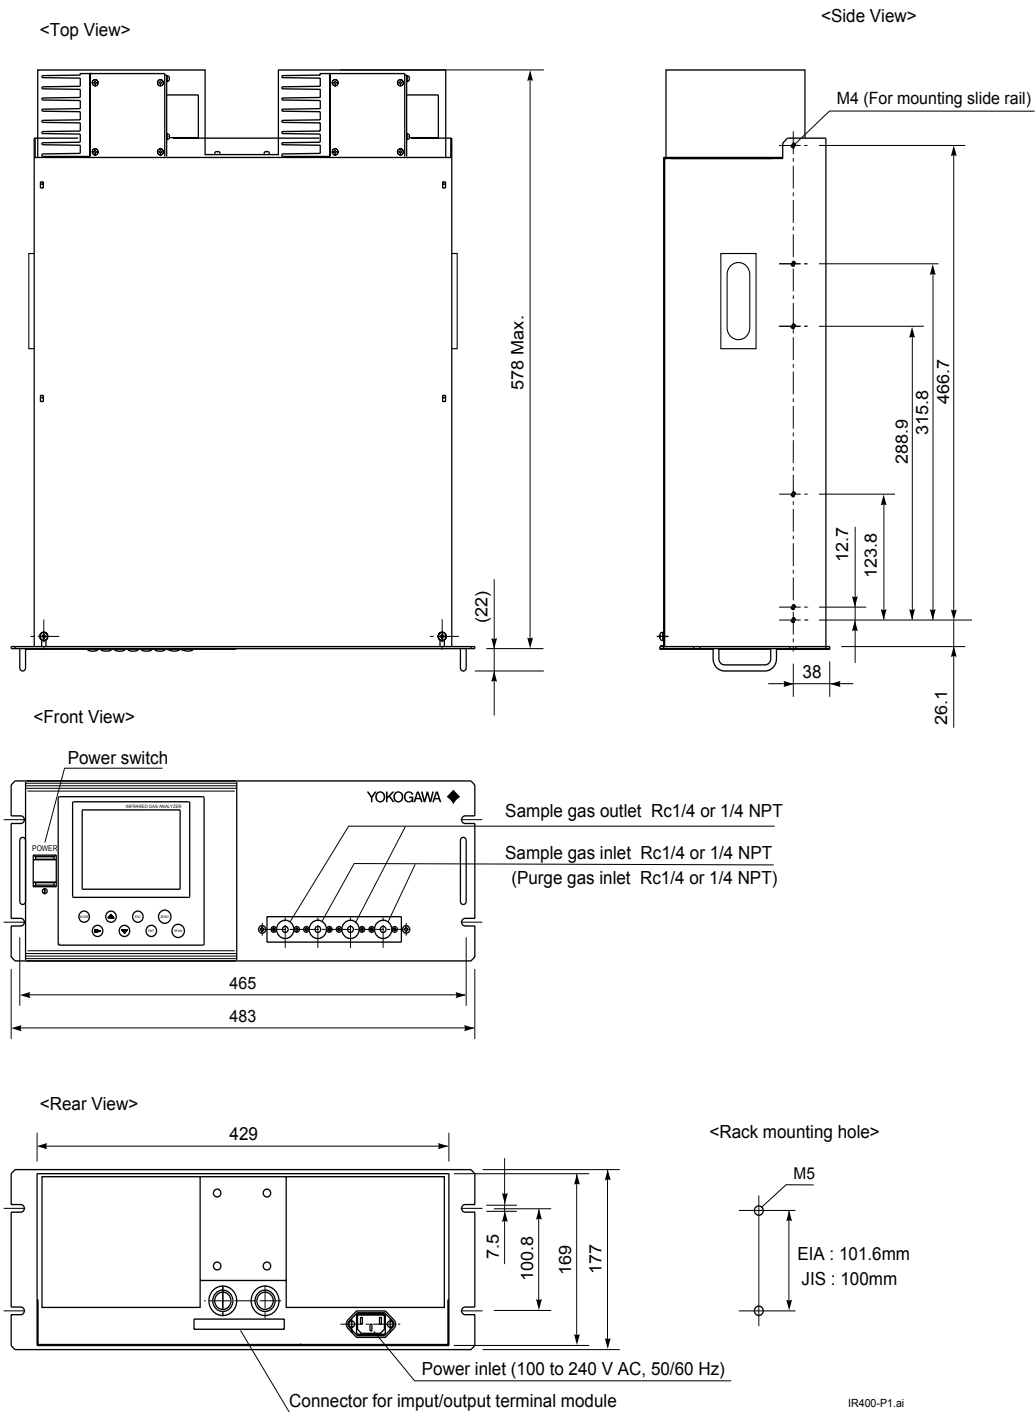 <Top View>
<Side View>
M4 (For mounting slide rail)
578 Max.
(22)
466.7
315.8
288.9
123.8
12.7
38
26.1
<Front View>
Power switch
INFRARED GAS ANALYZER
YOKOGAWA
POWER
Sample gas outlet Rc1/4 or 1/4 NPT
Sample gas inlet Rc1/4 or 1/4 NPT
(Purge gas inlet Rc1/4 or 1/4 NPT)
465
483
<Rear View>
429
7.5
100.8
169
177
Power inlet (100 to 240 V AC, 50/60 Hz)
Connector for imput/output terminal module
<Rack mounting hole>
M5
EIA : 101.6mm
JIS : 100mm
IR400-P1.ai